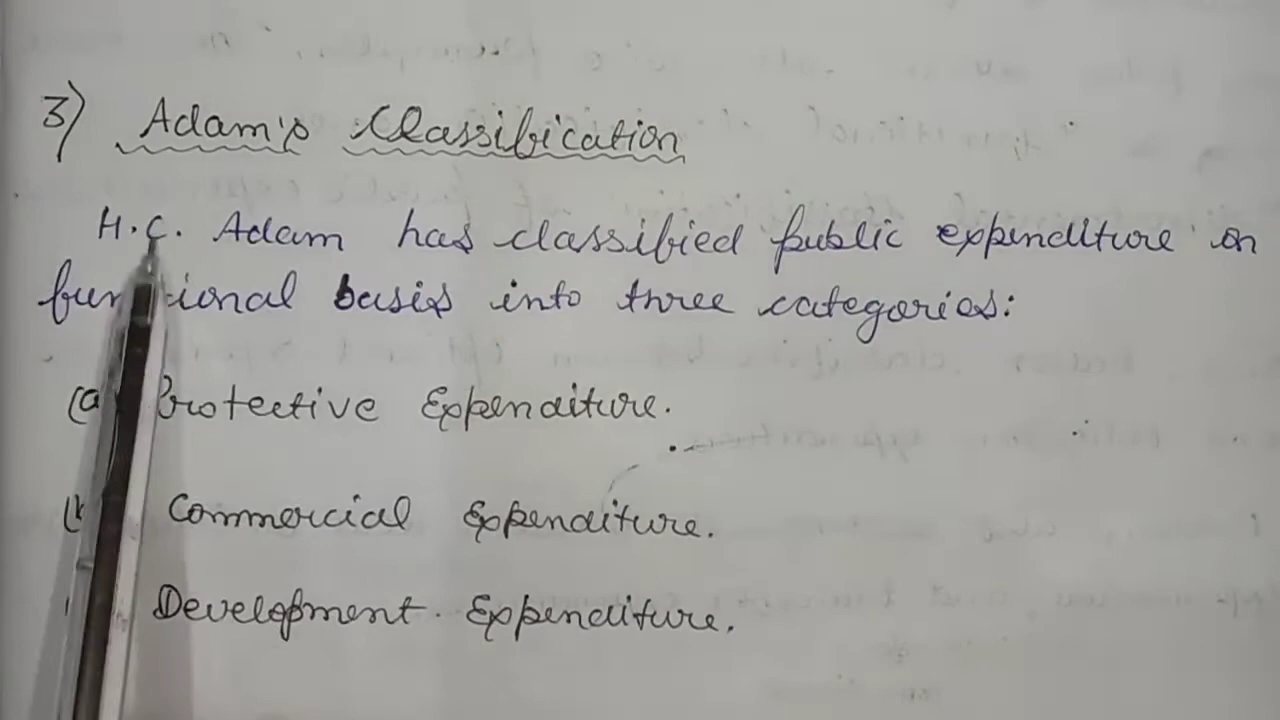 3) Adam's Classification
H.C. Adam has classified public expenditure on
functional basis into three categories:
(a) Protective Expenditure.
(b Commercial Expenditure.
Development Expenditure.